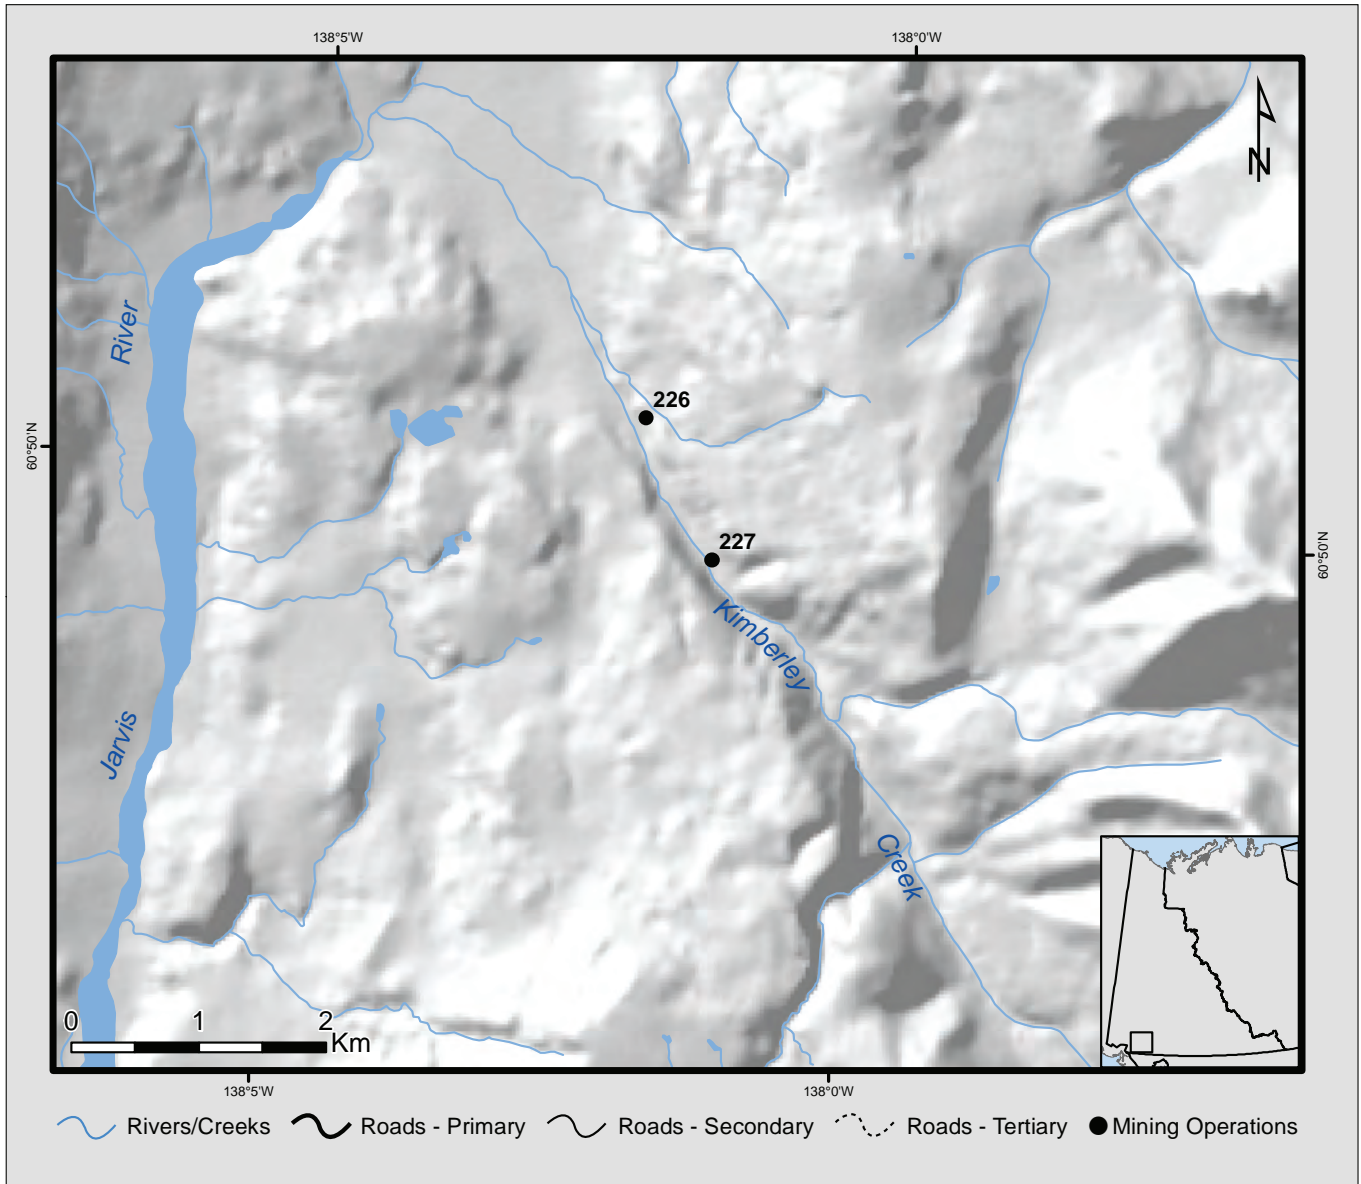 138°5'W
138°0'W
N
River
226
60°50'N
227
60°50'N
Kimberley
Jarvis
Creek
0 1 2
Km
138°5'W
138°0'W
Rivers/Creeks
Roads - Primary
Roads - Secondary
Roads - Tertiary
Mining Operations